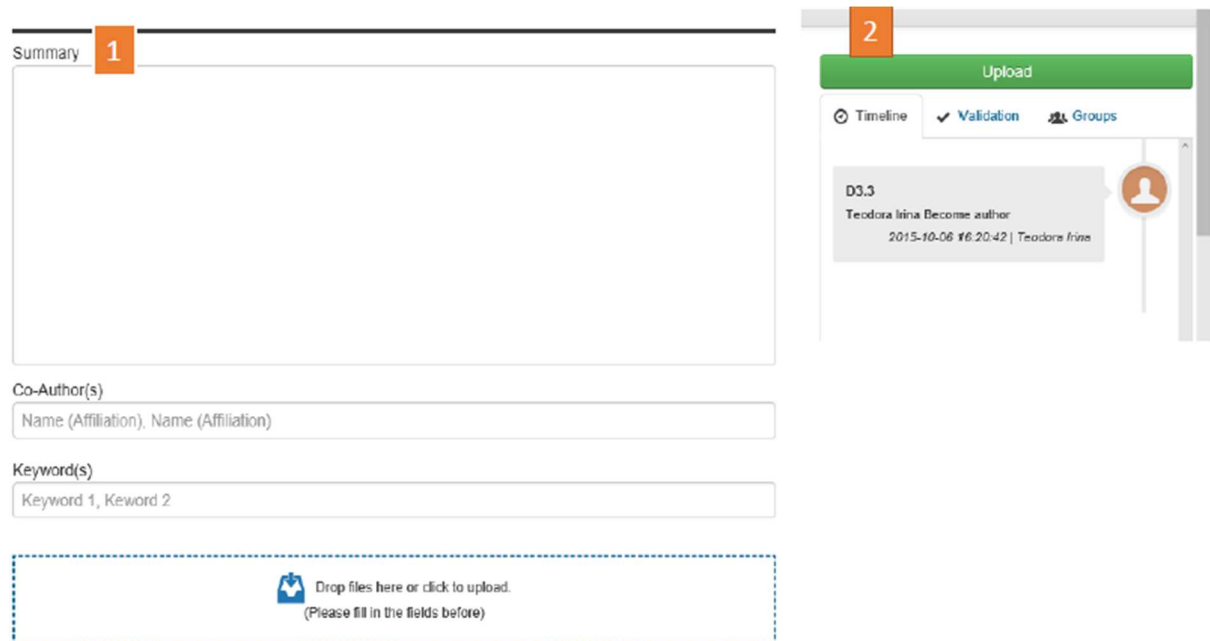 Summary 1
Co-Author(s)
Name (Affiliation), Name (Affiliation)
Keyword(s)
Keyword 1, Keword 2
Drop files here or click to upload.
(Please fill in the fields before)
2
Upload
Timeline Validation Groups
D3.3
Teodora Irina Become author
2015-10-06 16:20:42 | Teodora Irina